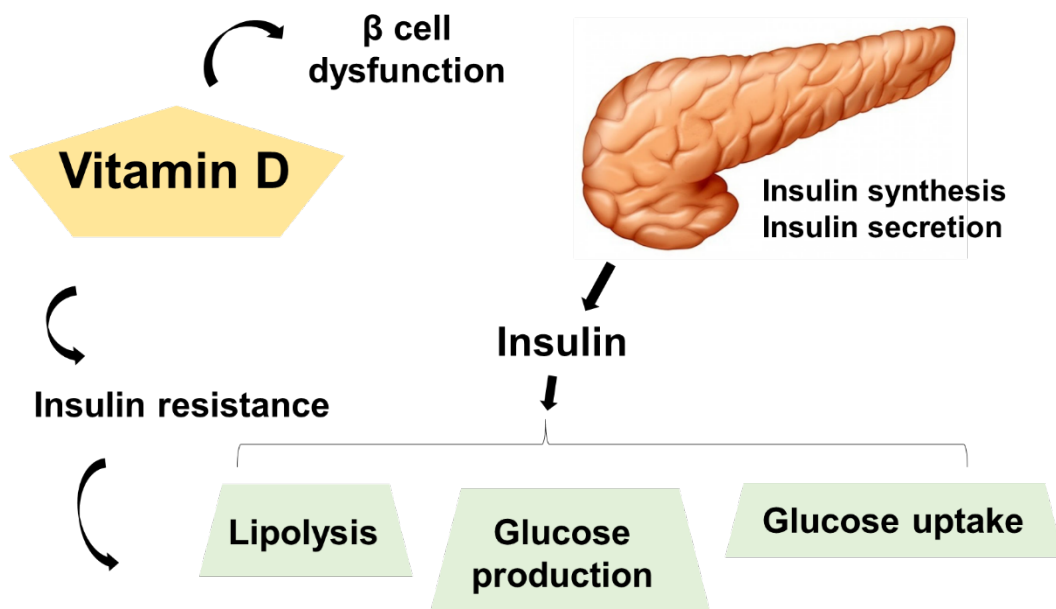 β cell
dysfunction
Vitamin D
Insulin synthesis
Insulin secretion
Insulin
Insulin resistance
Lipolysis
Glucose
production
Glucose uptake